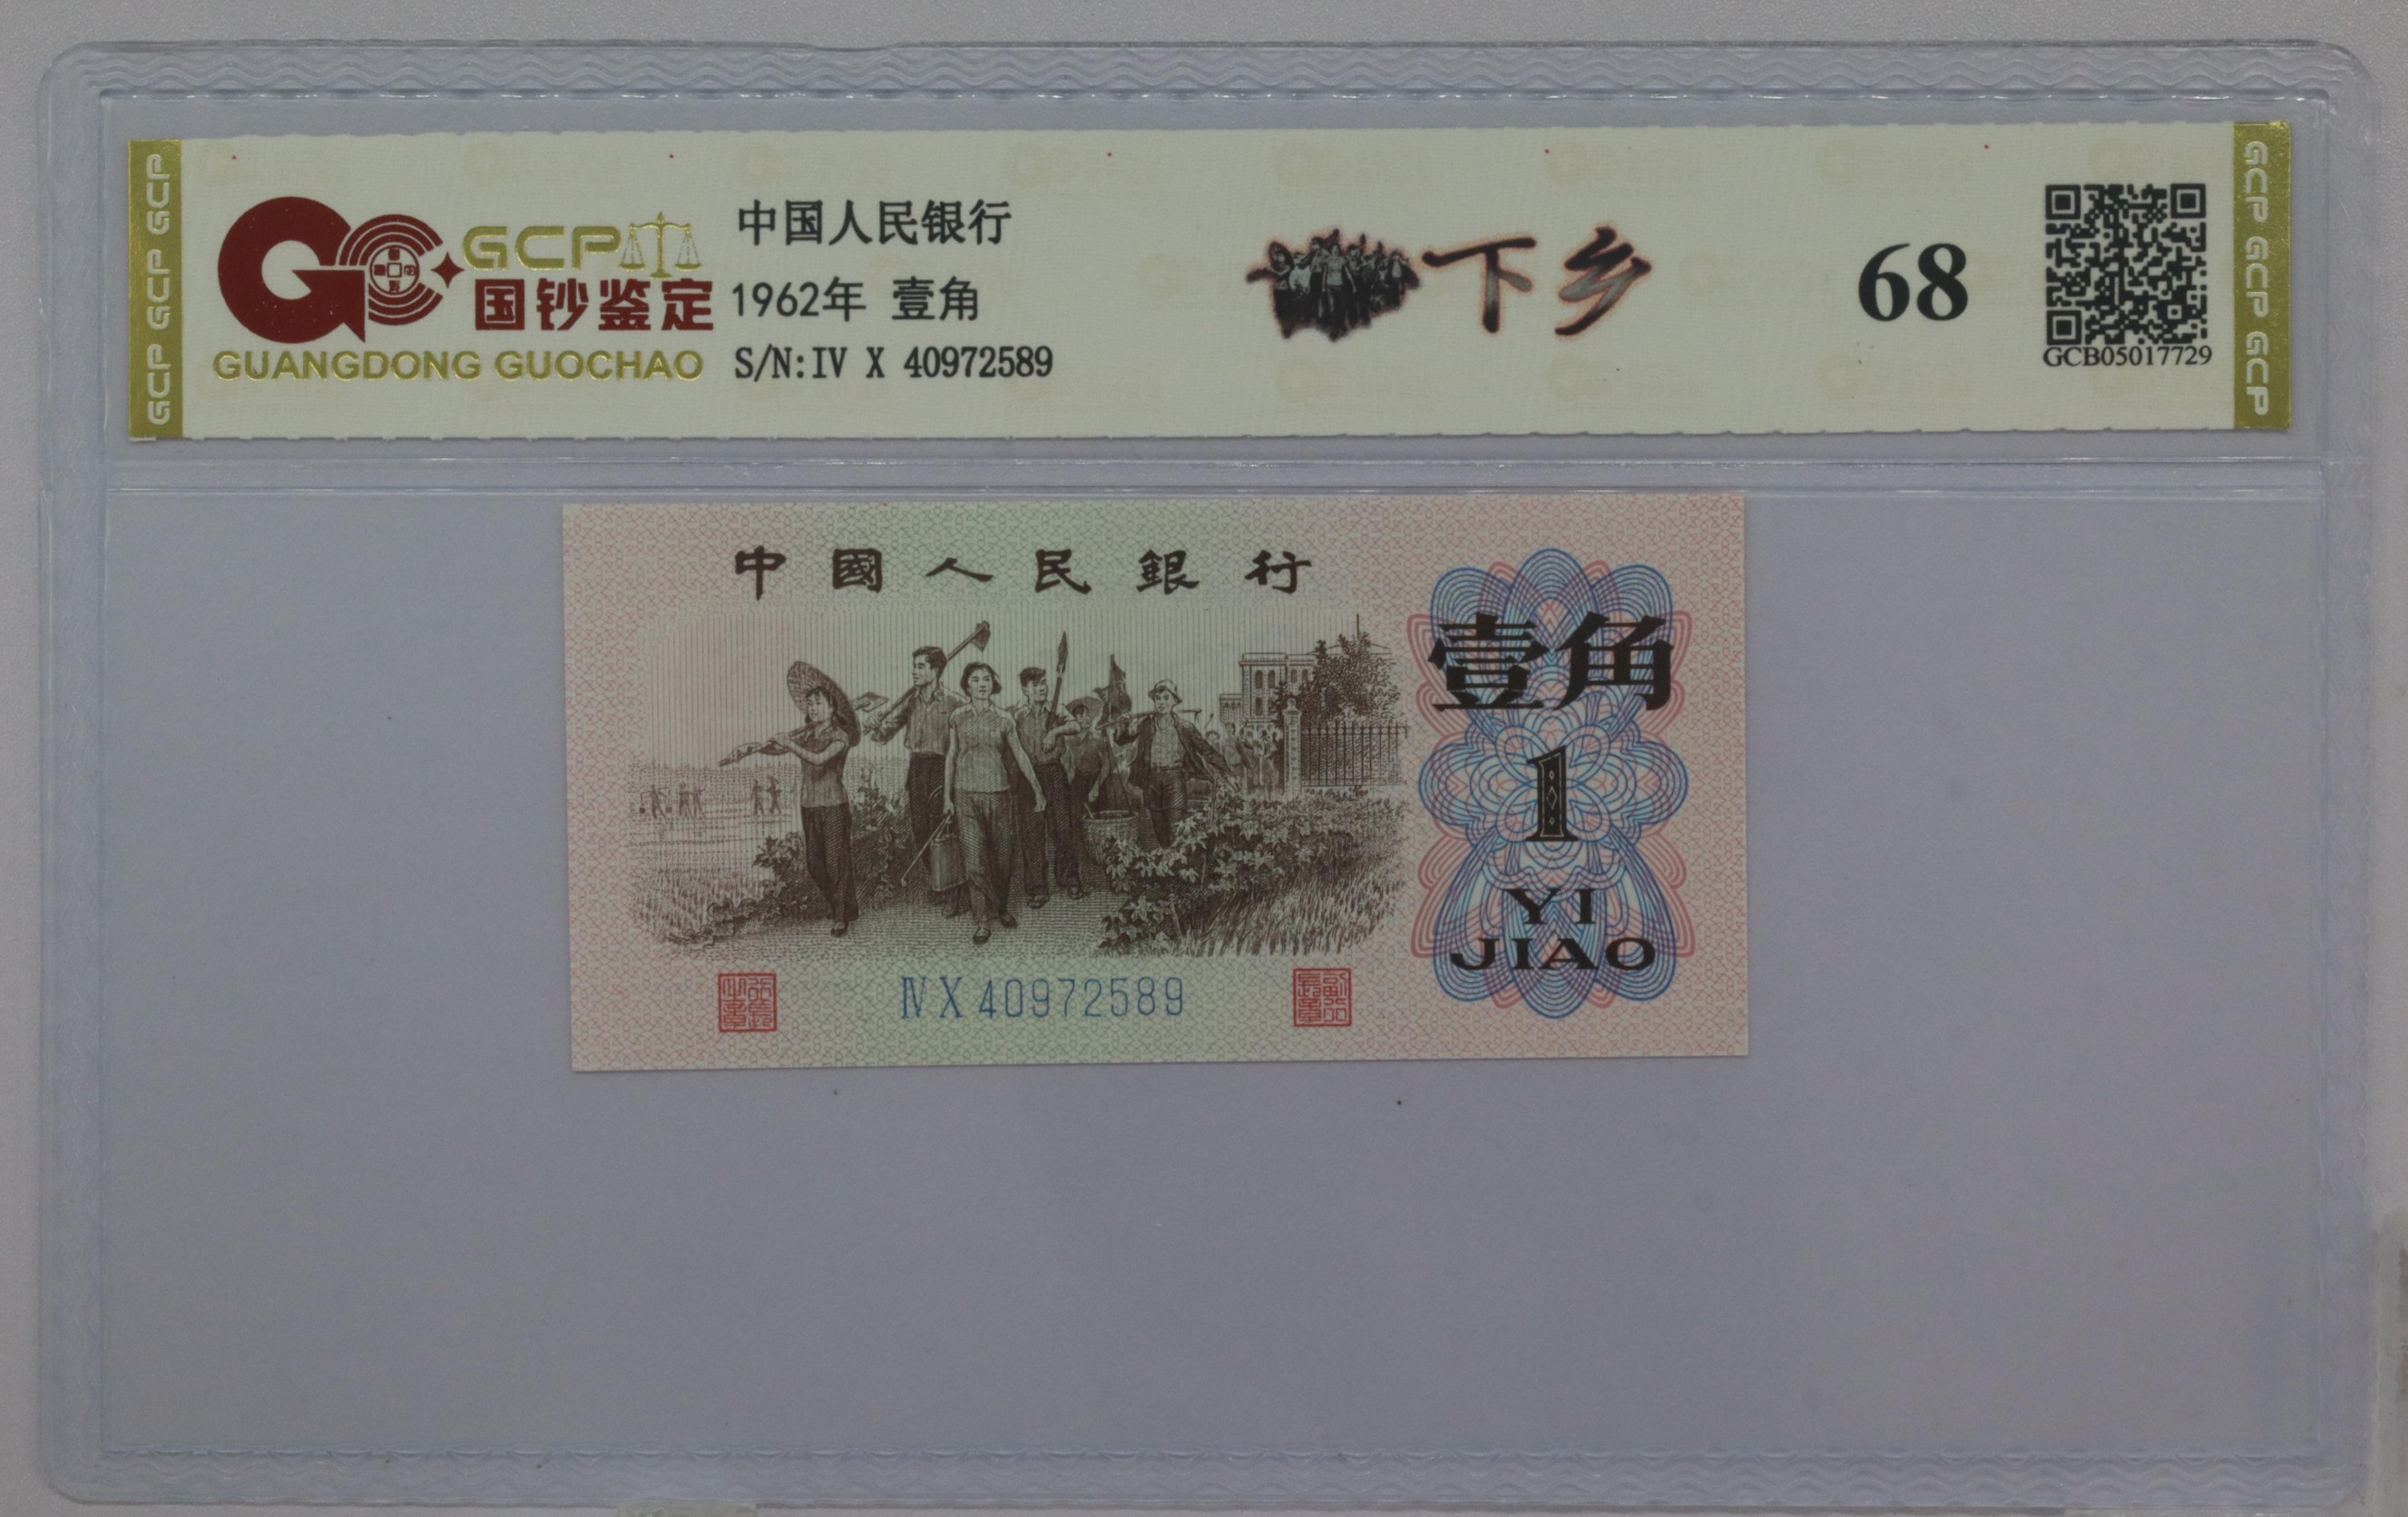 GCP GCP GCP
GCP
国钞鉴定
GUANGDONG GUOCHAO
中国人民银行
1962年 壹角
S/N:IV X 40972589
下乡
68
GCB05017729
GCP GCP GCP
中國人民銀行
壹角
1
YI
JIAO
IV X 40972589